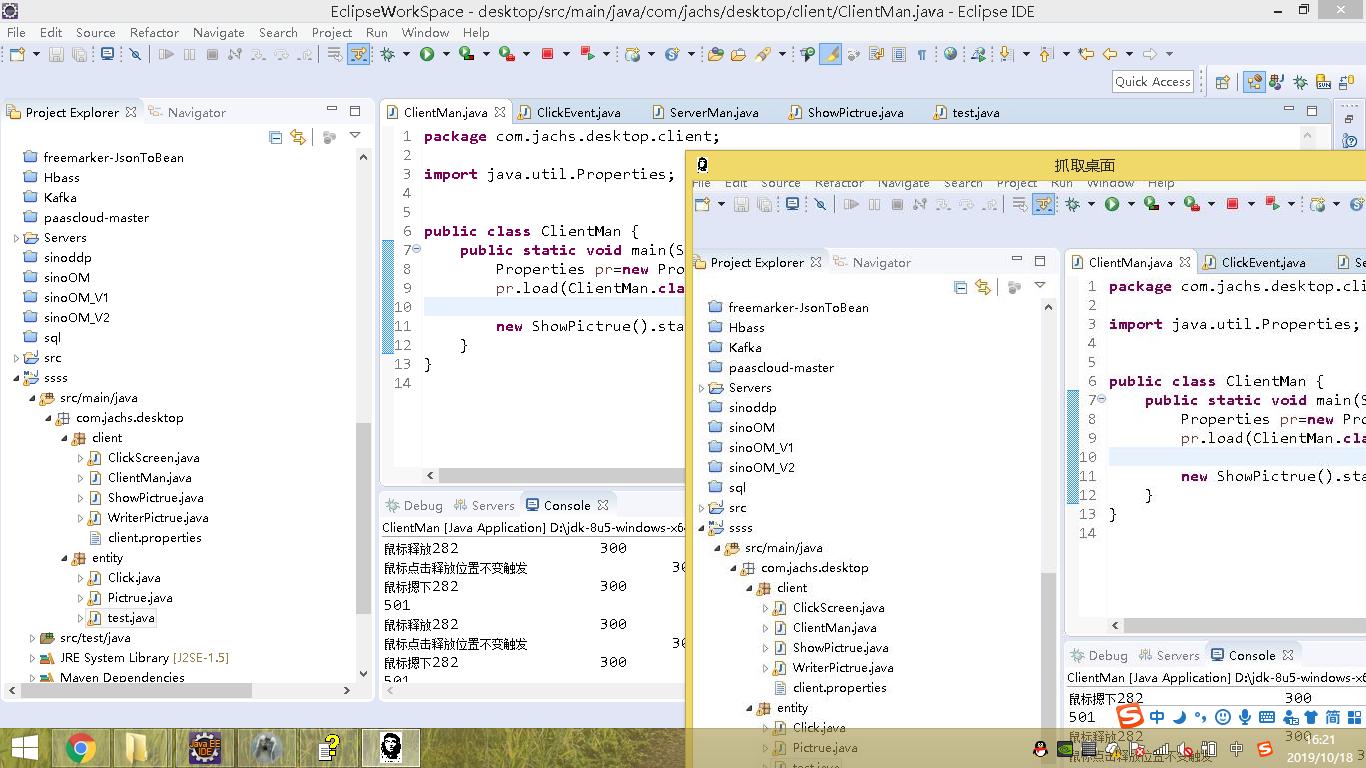 EclipseWorkSpace - desktop/src/main/java/com/jachs/desktop/client/ClientMan.java - Eclipse IDE
File Edit Source Refactor Navigate Search Project Run Window Help
Quick Access
Project Explorer
Navigator
freemarker-JsonToBean
Hbass
Kafka
paascloud-master
Servers
sinoddp
sinoOM
sinoOM_V1
sinoOM_V2
sql
src
ssss
src/main/java
com.jachs.desktop
client
ClickScreen.java
ClientMan.java
ShowPictrue.java
WriterPictrue.java
client.properties
entity
Click.java
Pictrue.java
test.java
src/test/java
JRE System Library [J2SE-1.5]
Maven Dependencies
ClientMan.java
ClickEvent.java
ServerMan.java
ShowPictrue.java
test.java
1 package com.jachs.desktop.client;
2
3 import java.util.Properties;
4
5
6 public class ClientMan {
7 public static void main(S
8 Properties pr=new Pro
9 pr.load(ClientMan.cla
10
11 new ShowPictrue().sta
12 }
13 }
14
Debug Servers Console
ClientMan [Java Application] D:\jdk-8u5-windows-x64
鼠标释放282 300
鼠标点击释放位置不变触发 30
鼠标摁下282 300
501
鼠标释放282 300
鼠标点击释放位置不变触发 30
鼠标摁下282 300
501
抓取桌面
File Edit Source Refactor Navigate Search Project Run Window Help
Project Explorer
Navigator
freemarker-JsonToBean
Hbass
Kafka
paascloud-master
Servers
sinoddp
sinoOM
sinoOM_V1
sinoOM_V2
sql
src
ssss
src/main/java
com.jachs.desktop
client
ClickScreen.java
ClientMan.java
ShowPictrue.java
WriterPictrue.java
client.properties
entity
Click.java
Pictrue.java
test.java
ClientMan.java
ClickEvent.java
Se
1 package com.jachs.desktop.cli
2
3 import java.util.Properties;
4
5
6 public class ClientMan {
7 public static void main(S
8 Properties pr=new Pro
9 pr.load(ClientMan.cla
10
11 new ShowPictrue().sta
12 }
13 }
14
Debug Servers Console
ClientMan [Java Application] D:\jdk-8u5-windows-x6
鼠标摁下282 300
501
中
简
鼠标释放282 300
鼠标点击释放位置不变触发
中
16:21
2019/10/18
Java EE
IDE